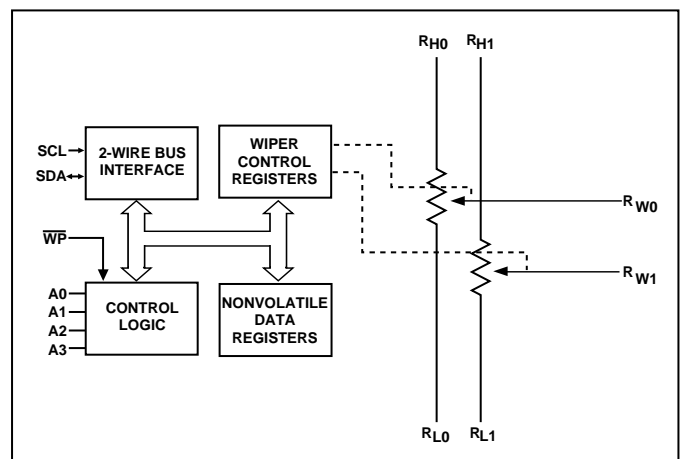 RH0 RH1
SCL
SDA
2-WIRE BUS
INTERFACE
WIPER
CONTROL
REGISTERS
RW0
WP
RW1
A0
A1
A2
A3
CONTROL
LOGIC
NONVOLATILE
DATA
REGISTERS
RL0 RL1